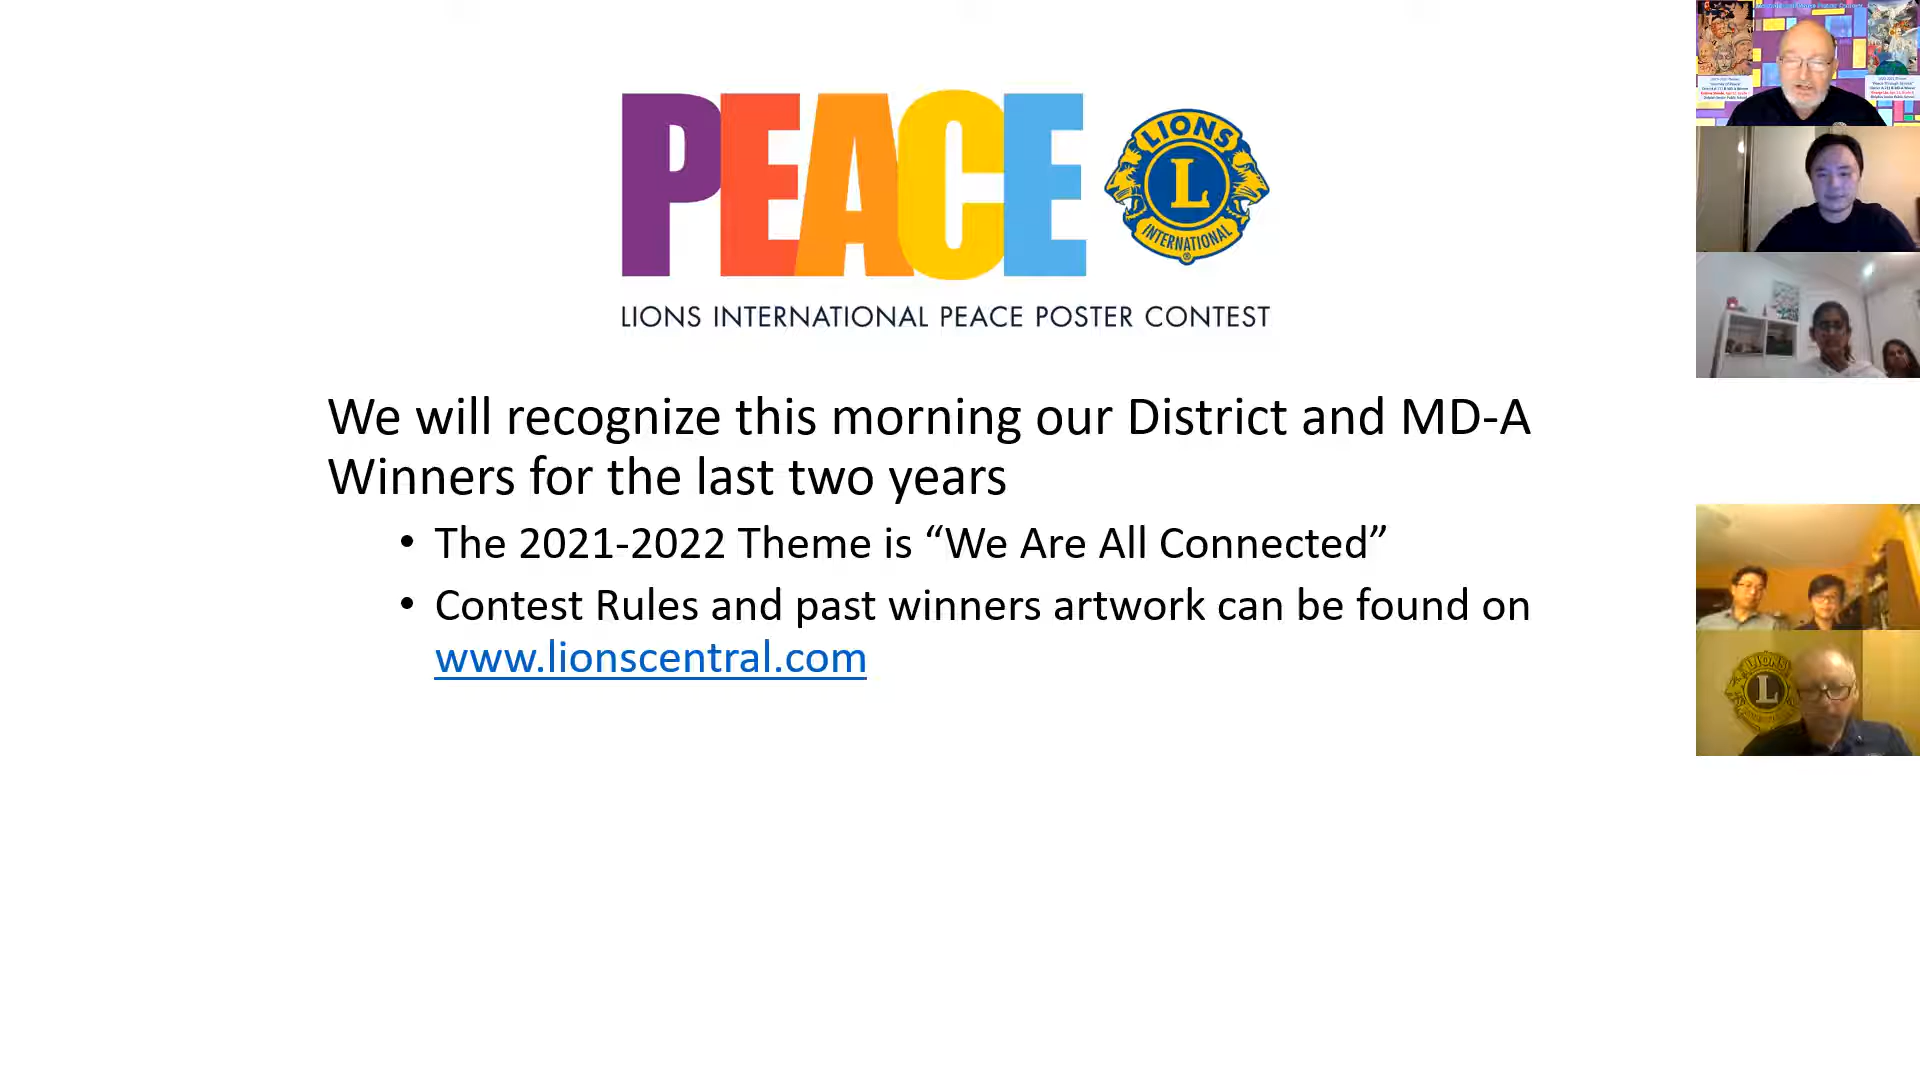 PEACE
LIONS
L
INTERNATIONAL
®
LIONS INTERNATIONAL PEACE POSTER CONTEST
We will recognize this morning our District and MD-A
Winners for the last two years
• The 2021-2022 Theme is “We Are All Connected”
• Contest Rules and past winners artwork can be found on
www.lionscentral.com
LIONS
L